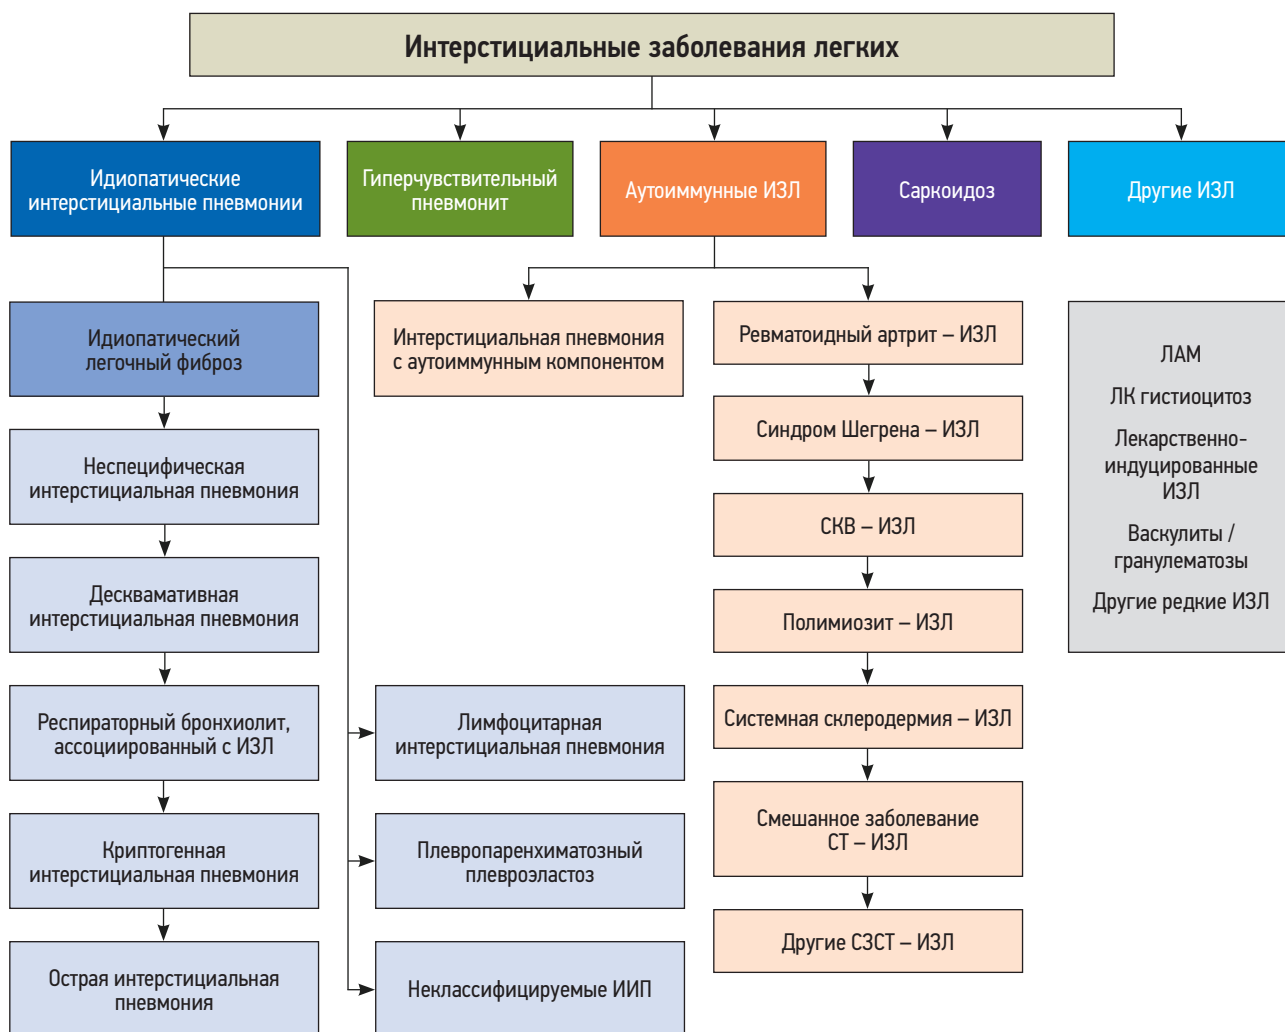 Интерстициальные заболевания легких
Идиопатические
интерстициальные пневмонии
Гиперчувствительный
пневмонит
Аутоиммунные ИЗЛ
Саркоидоз
Другие ИЗЛ
Идиопатический
легочный фиброз
Неспецифическая
интерстициальная пневмония
Десквамативная
интерстициальная пневмония
Респираторный бронхиолит,
ассоциированный с ИЗЛ
Криптогенная
интерстициальная пневмония
Острая интерстициальная
пневмония
Лимфоцитарная
интерстициальная пневмония
Плевропаренхиматозный
плевроэластоз
Неклассифицируемые ИИП
Интерстициальная пневмония
с аутоиммунным компонентом
Ревматоидный артрит – ИЗЛ
Синдром Шегрена – ИЗЛ
СКВ – ИЗЛ
Полимиозит – ИЗЛ
Системная склеродермия – ИЗЛ
Смешанное заболевание
СТ – ИЗЛ
Другие СЗСТ – ИЗЛ
ЛАМ
ЛК гистиоцитоз
Лекарственно-
индуцированные
ИЗЛ
Васкулиты /
гранулематозы
Другие редкие ИЗЛ